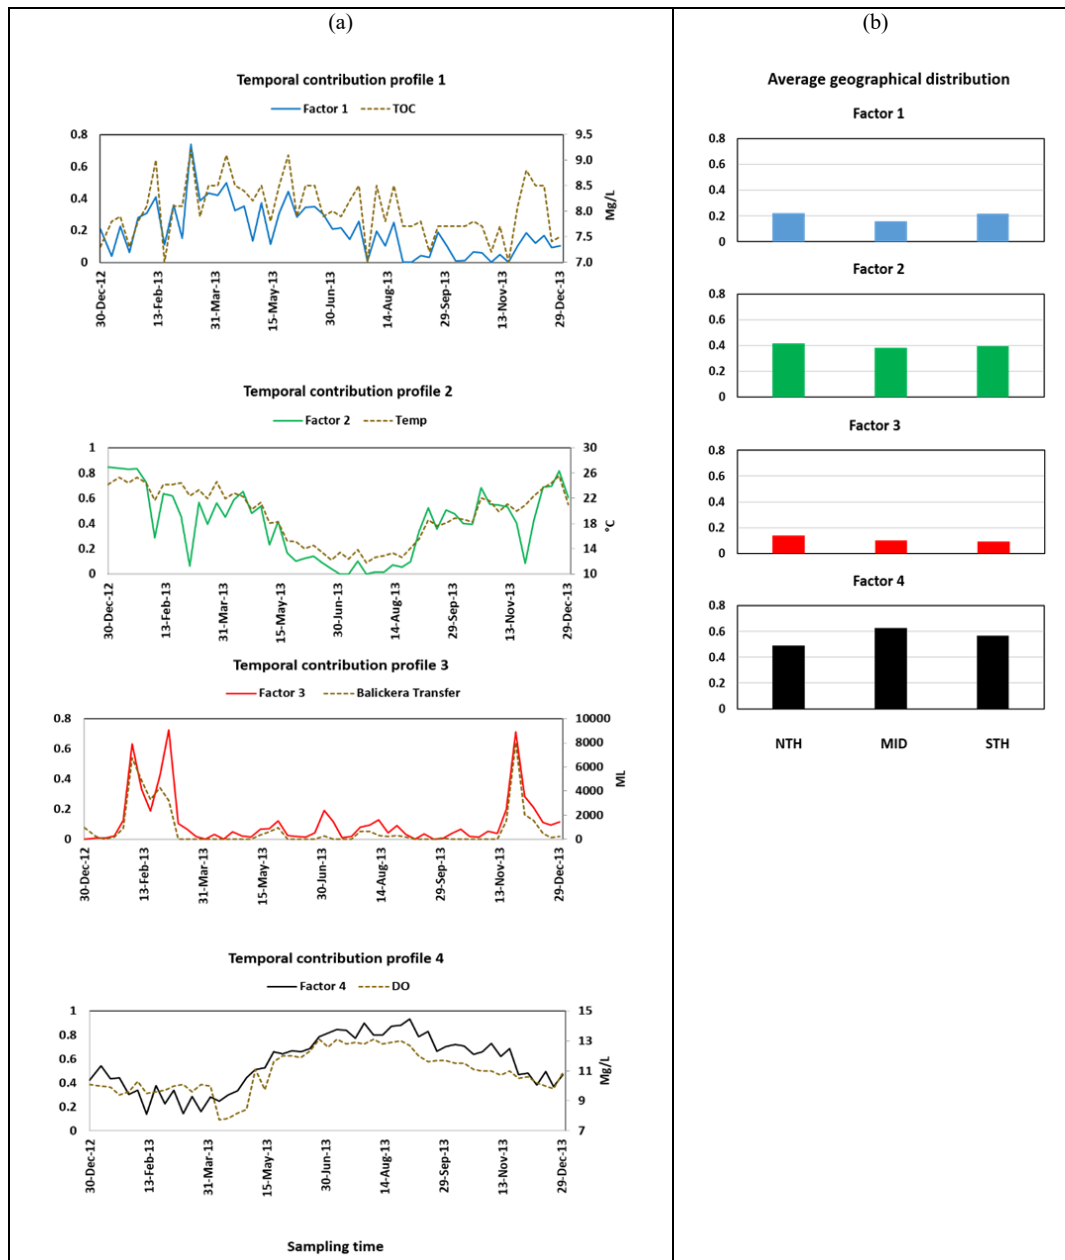 (a)
Temporal contribution profile 1
Factor 1 TOC
0.8 9.5
0.6 9.0
8.5
0.4 8.0
0.2 7.5
0 7.0
Mg/L
30-Dec-12 13-Feb-13 31-Mar-13 15-May-13 30-Jun-13 14-Aug-13 29-Sep-13 13-Nov-13 29-Dec-13
Temporal contribution profile 2
Factor 2 Temp
1 30
0.8 26
0.6 22
0.4 18
0.2 14
0 10
°C
30-Dec-12 13-Feb-13 31-Mar-13 15-May-13 30-Jun-13 14-Aug-13 29-Sep-13 13-Nov-13 29-Dec-13
Temporal contribution profile 3
Factor 3 Balickera Transfer
0.8 10000
8000
0.6 6000
0.4 4000
0.2 2000
0 0
ML
30-Dec-12 13-Feb-13 31-Mar-13 15-May-13 30-Jun-13 14-Aug-13 29-Sep-13 13-Nov-13 29-Dec-13
Temporal contribution profile 4
Factor 4 DO
1 15
0.8 13
0.6 11
0.4 9
0.2
0 7
Mg/L
30-Dec-12 13-Feb-13 31-Mar-13 15-May-13 30-Jun-13 14-Aug-13 29-Sep-13 13-Nov-13 29-Dec-13
Sampling time
(b)
Average geographical distribution
Factor 1
0.8
0.6
0.4
0.2
0
Factor 2
0.8
0.6
0.4
0.2
0
Factor 3
0.8
0.6
0.4
0.2
0
Factor 4
0.8
0.6
0.4
0.2
0
NTH MID STH